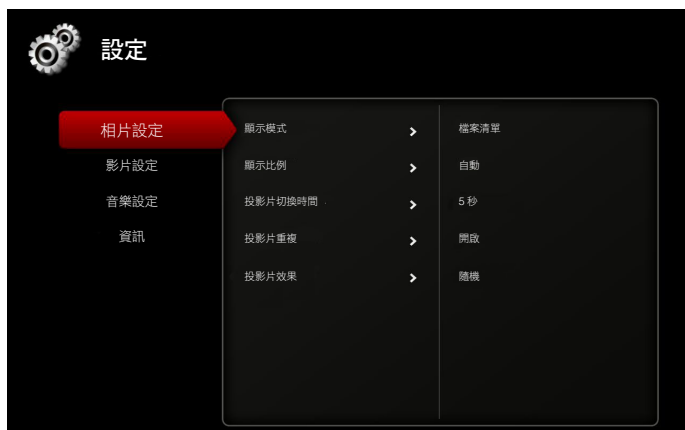 設定
相片設定
影片設定
音樂設定
資訊
顯示模式 檔案清單
顯示比例 自動
投影片切換時間 5 秒
投影片重複 開啟
投影片效果 隨機